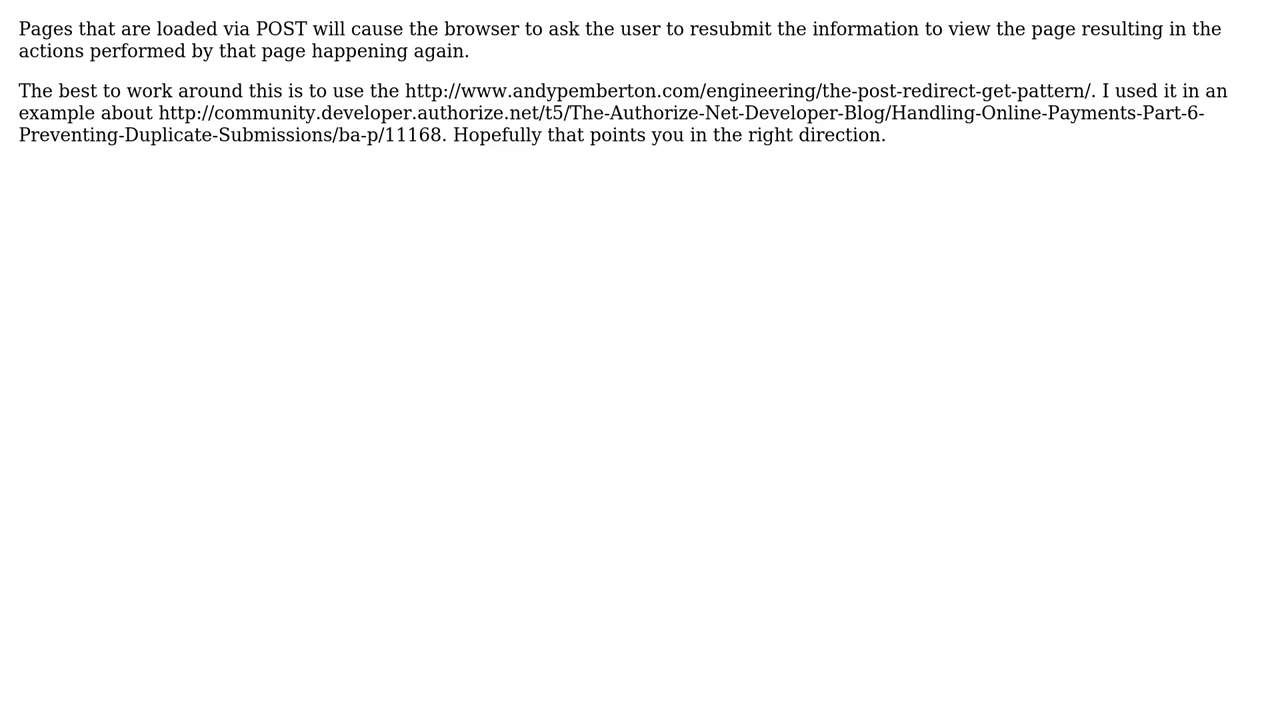 Pages that are loaded via POST will cause the browser to ask the user to resubmit the information to view the page resulting in the
actions performed by that page happening again.
The best to work around this is to use the http://www.andypemberton.com/engineering/the-post-redirect-get-pattern/. I used it in an
example about http://community.developer.authorize.net/t5/The-Authorize-Net-Developer-Blog/Handling-Online-Payments-Part-6-
Preventing-Duplicate-Submissions/ba-p/11168. Hopefully that points you in the right direction.